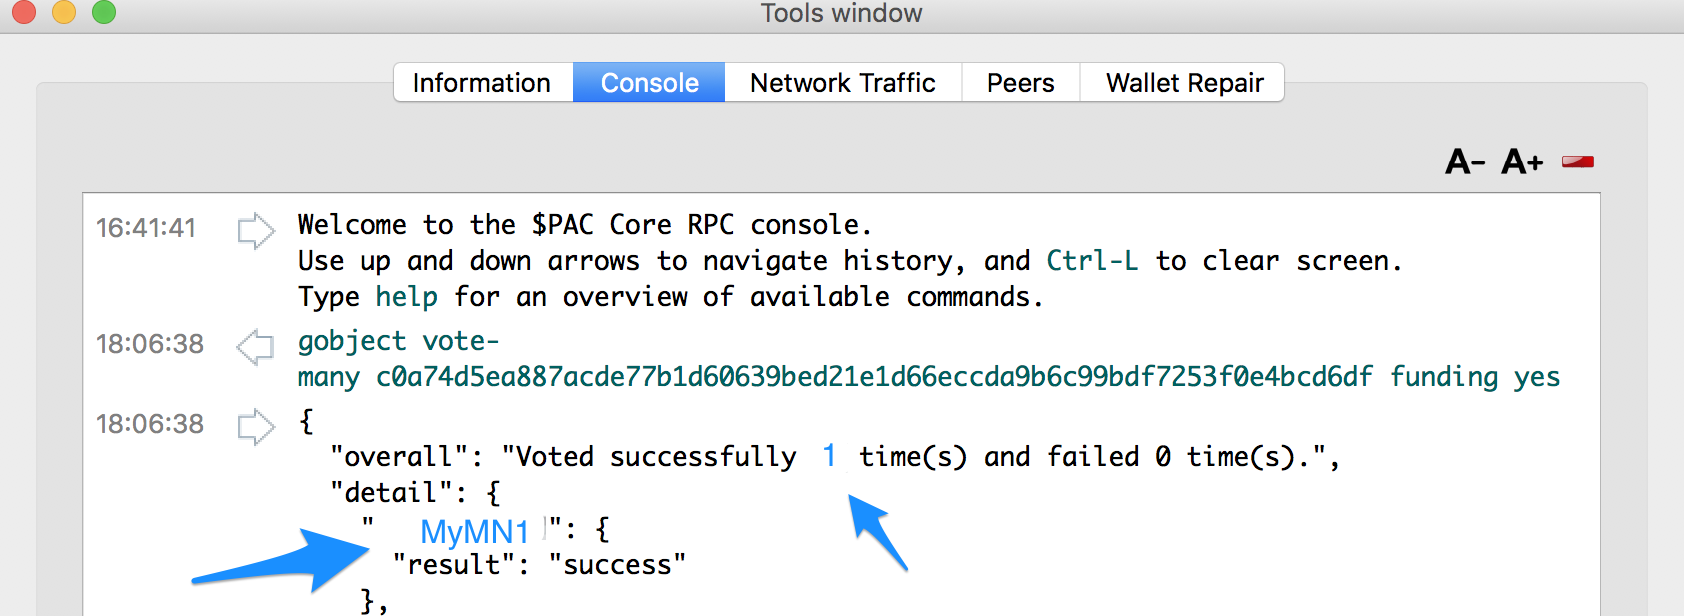 Tools window
Information Console Network Traffic Peers Wallet Repair
A- A+
16:41:41 Welcome to the $PAC Core RPC console.
Use up and down arrows to navigate history, and Ctrl-L to clear screen.
Type help for an overview of available commands.
18:06:38 gobject vote-
many c0a74d5ea887acde77b1d60639bed21e1d66eccda9b6c99bdf7253f0e4bcd6df funding yes
18:06:38 {
"overall": "Voted successfully 1 time(s) and failed 0 time(s).",
"detail": {
" MyMN1 ": {
"result": "success"
},